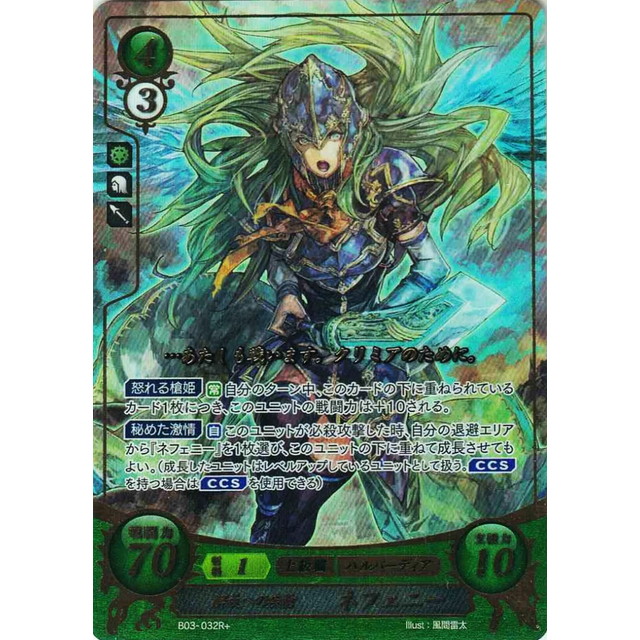 4
3
…あたしも戦います。クリミアのために。
怒れる槍姫 常 自分のターン中、このカードの下に重ねられている
カード1枚につき、このユニットの戦闘力は+10される。
秘めた激情 自 このユニットが必殺攻撃した時、自分の退避エリア
から『ネフェニー』を1枚選び、このユニットの下に重ねて成長させても
よい。(成長したユニットはレベルアップしているユニットとして扱う。CCS
を持つ場合は CCS を使用できる)
戦闘力
70
射程 1
上級職
ハルバーディア
支援力
10
ネフェニー
B03-032R+
Illust:風間雷太